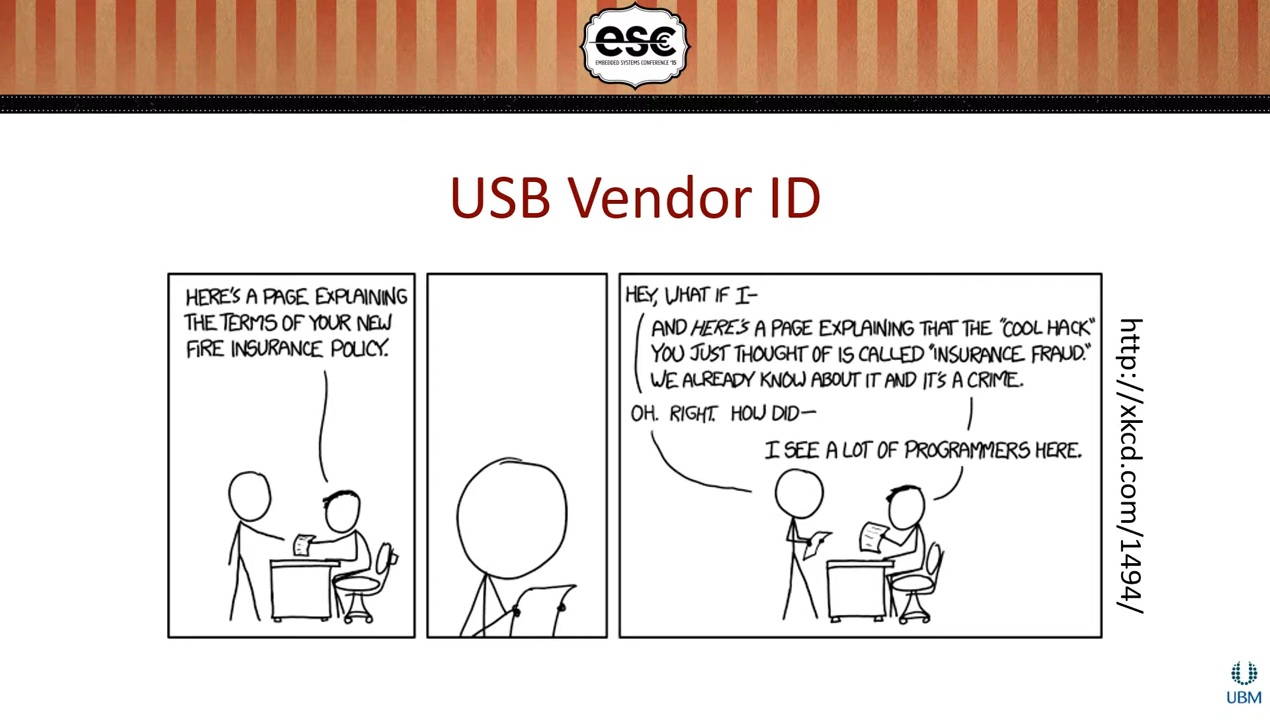 esc
EMBEDDED SYSTEMS CONFERENCE '15
USB Vendor ID
HERE'S A PAGE EXPLAINING
THE TERMS OF YOUR NEW
FIRE INSURANCE POLICY.
HEY, WHAT IF I—
AND HERE'S A PAGE EXPLAINING THAT THE "COOL HACK"
YOU JUST THOUGHT OF IS CALLED "INSURANCE FRAUD."
WE ALREADY KNOW ABOUT IT AND IT'S A CRIME.
OH. RIGHT. HOW DID—
I SEE A LOT OF PROGRAMMERS HERE.
http://xkcd.com/1494/
UBM